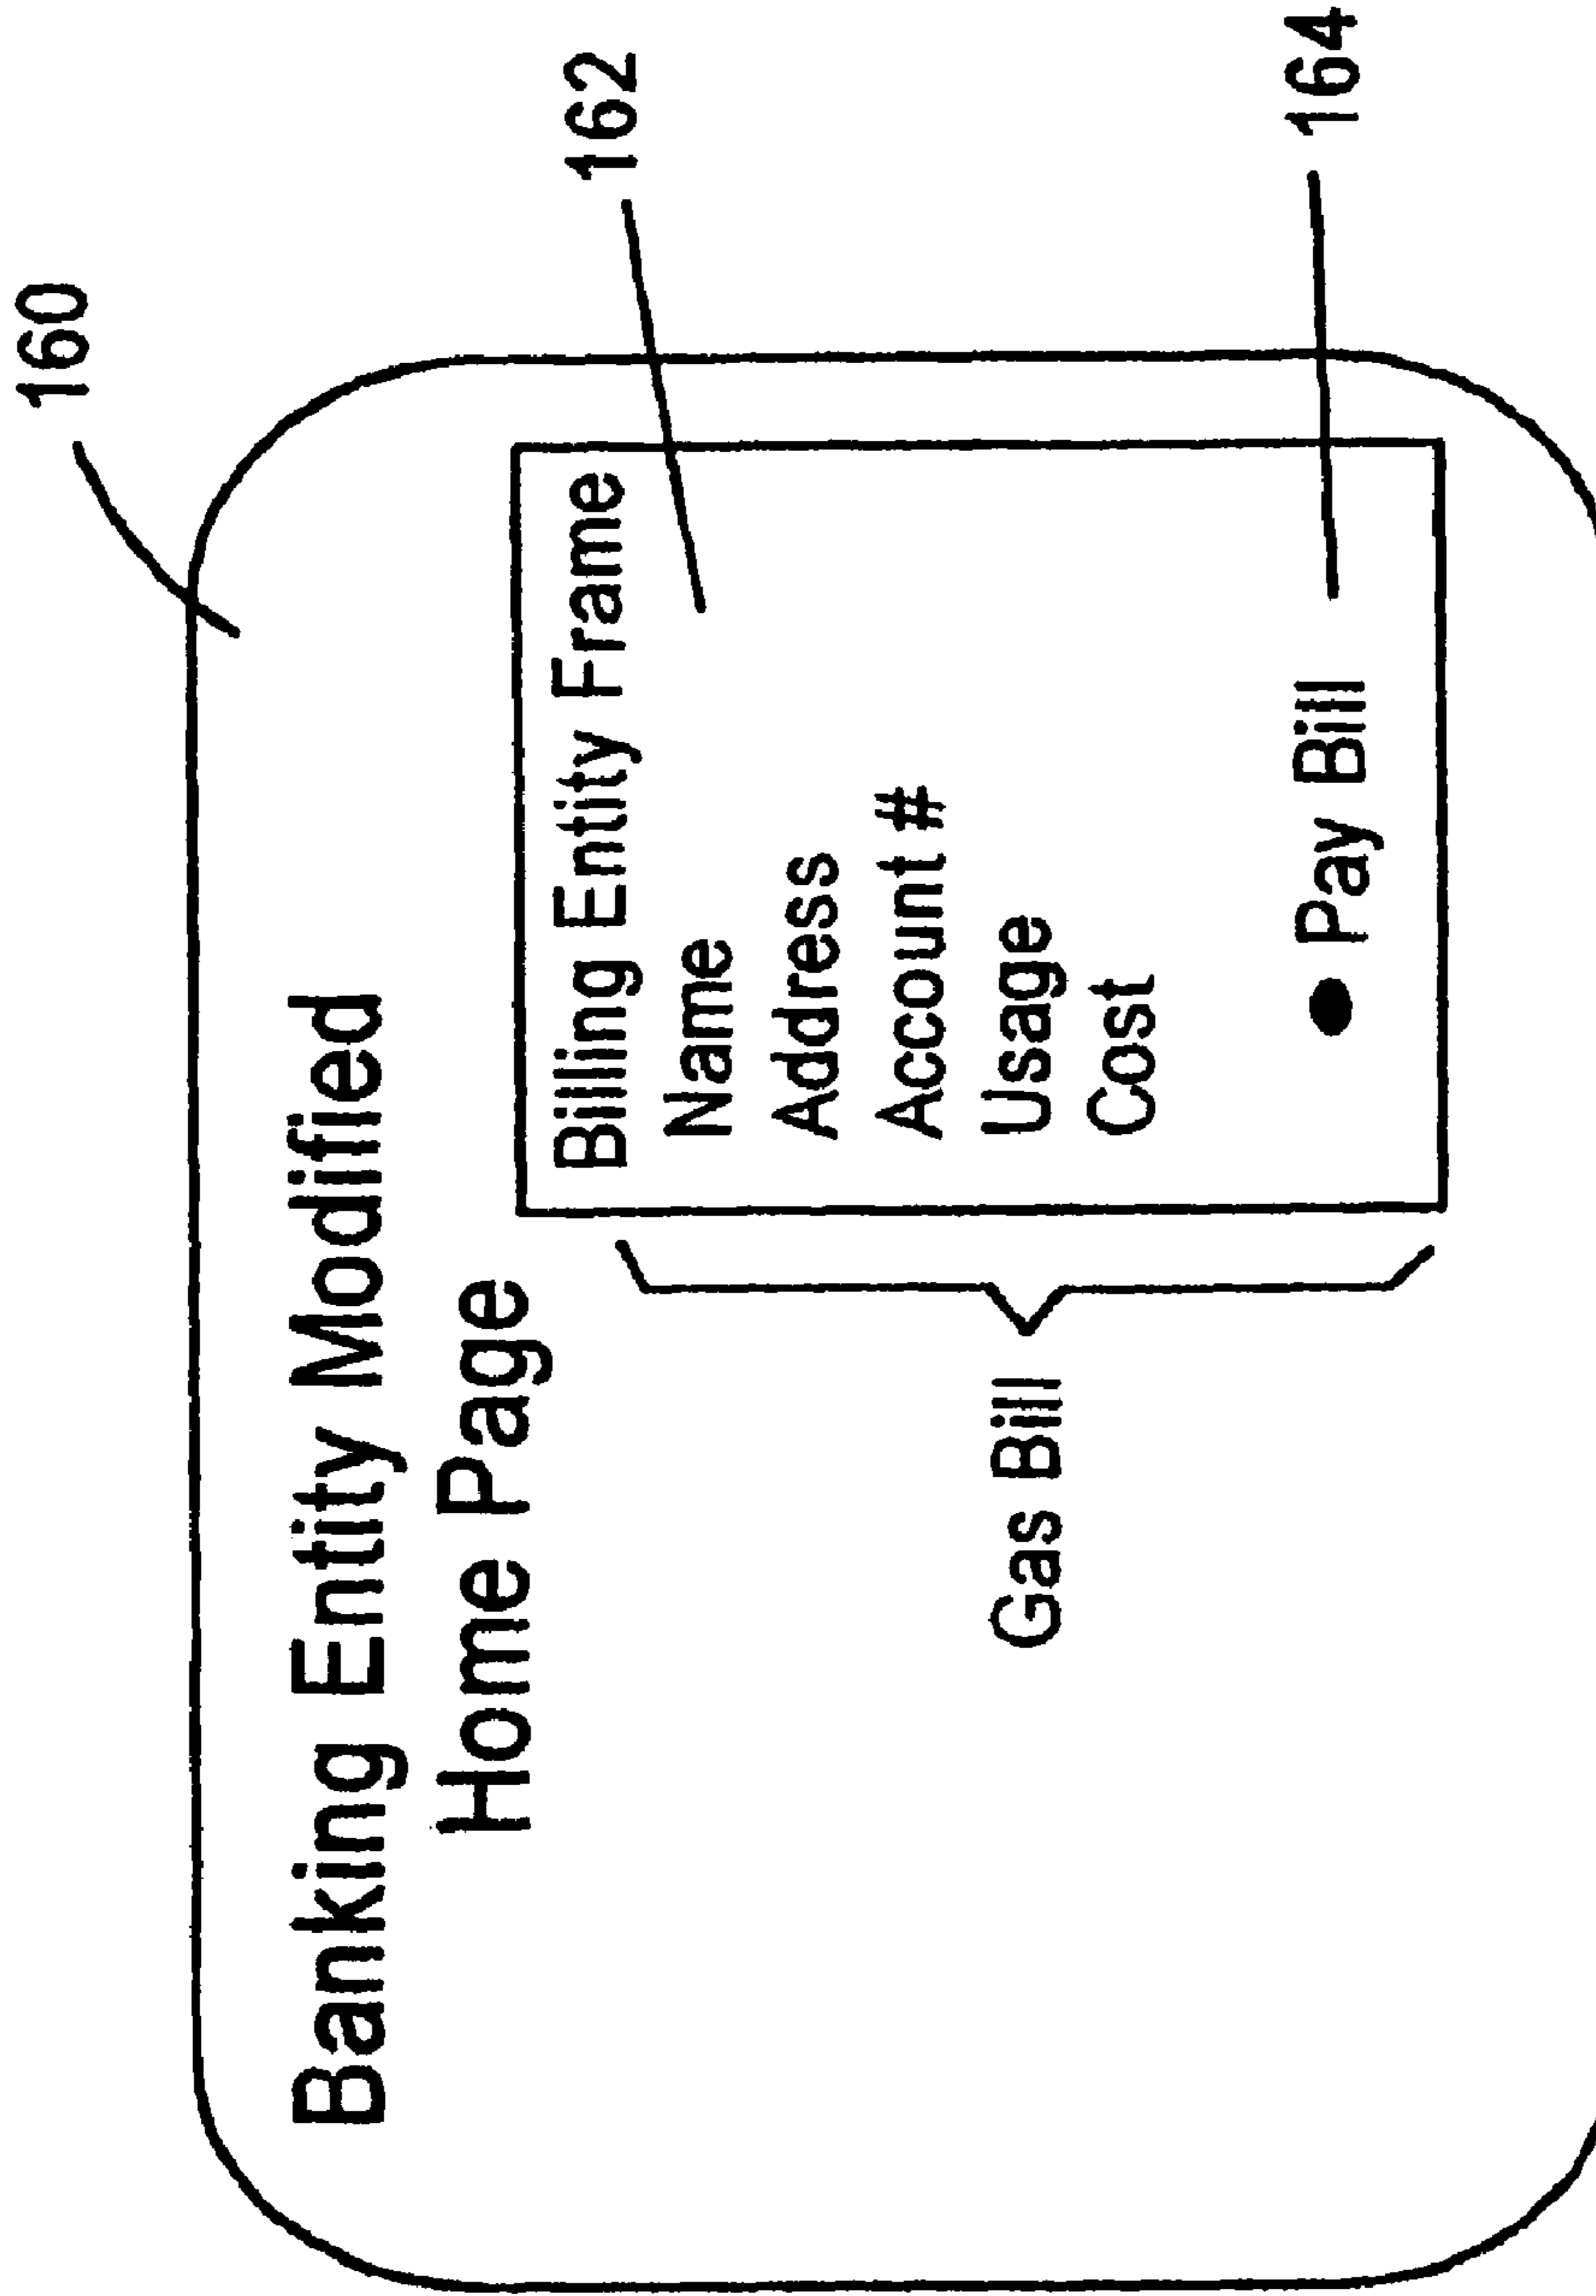 160
Banking Entity Modified
Home Page
Billing Entity Frame
162
Name
Address
Account #
Gas Bill
Usage
Cost
Pay Bill
164